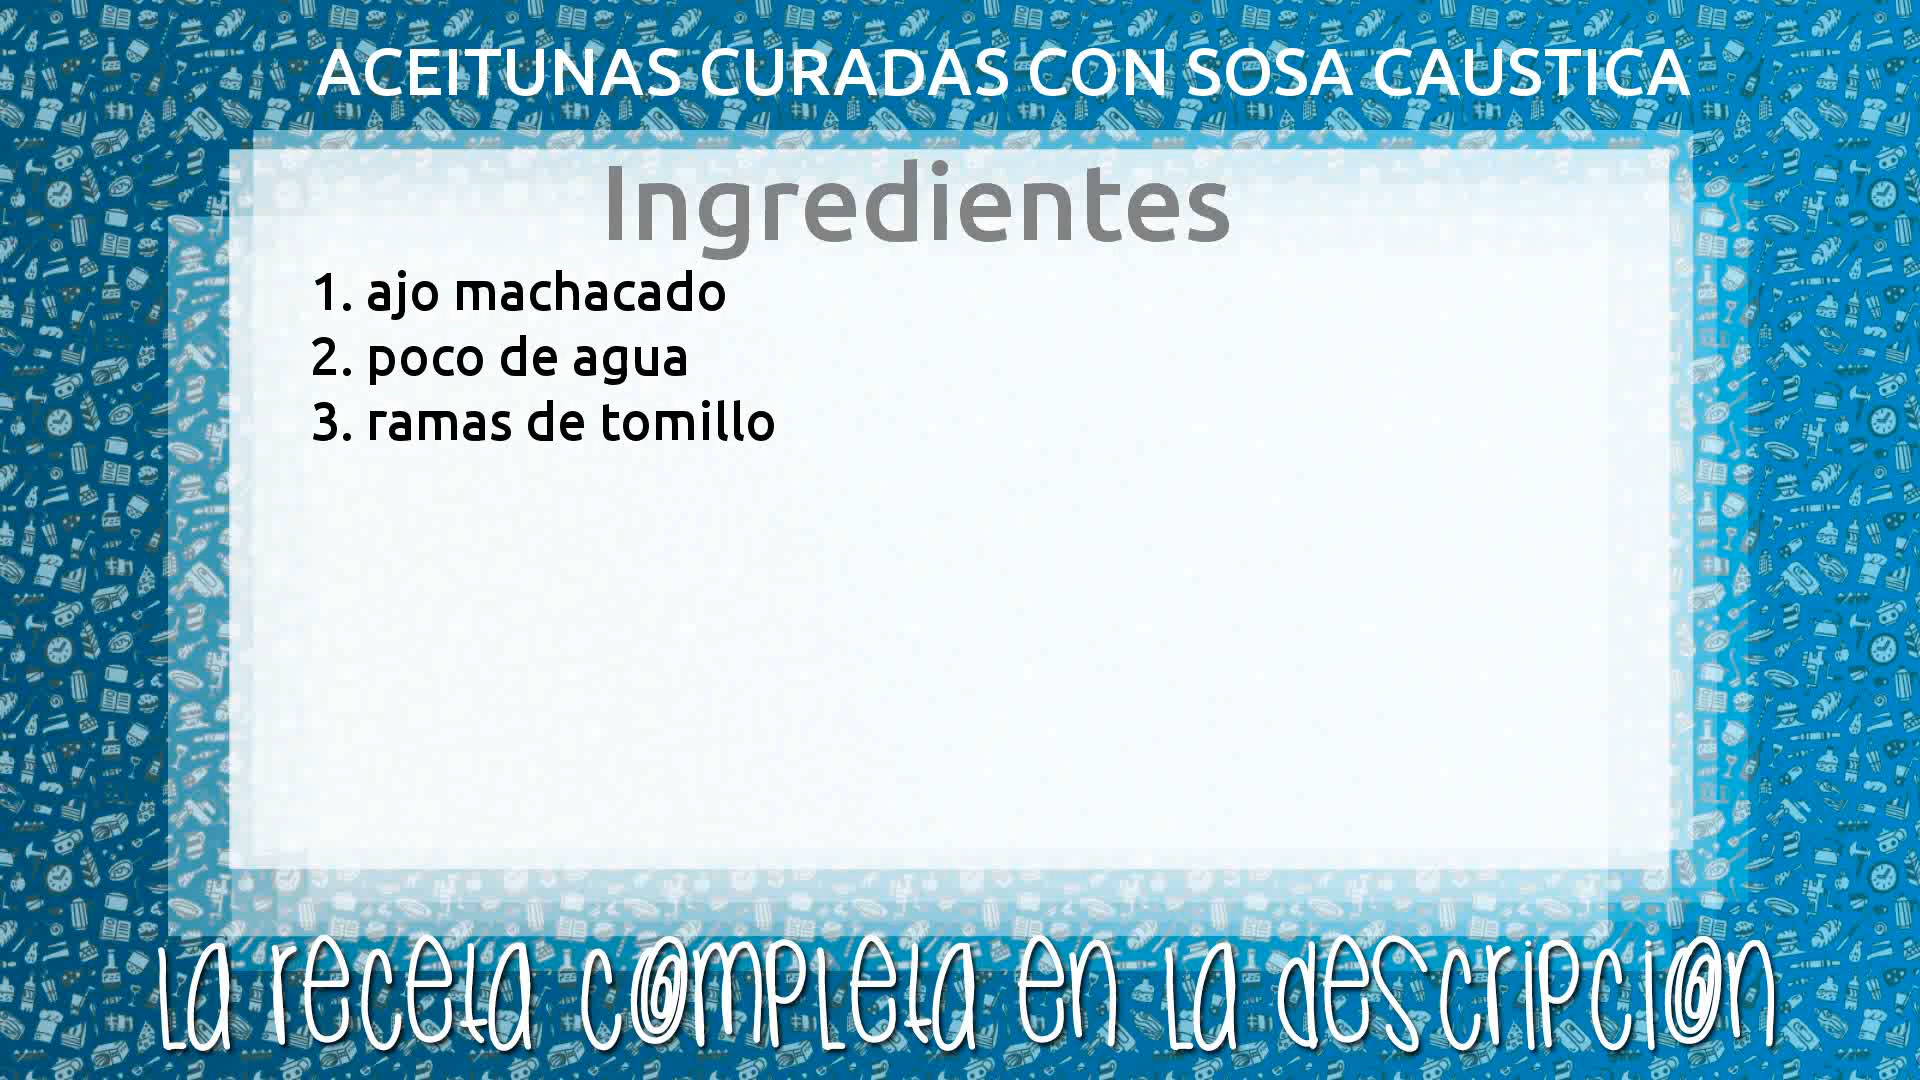 ACEITUNAS CURADAS CON SOSA CAUSTICA
Ingredientes
1. ajo machacado
2. poco de agua
3. ramas de tomillo
La receta completa en la descripcion